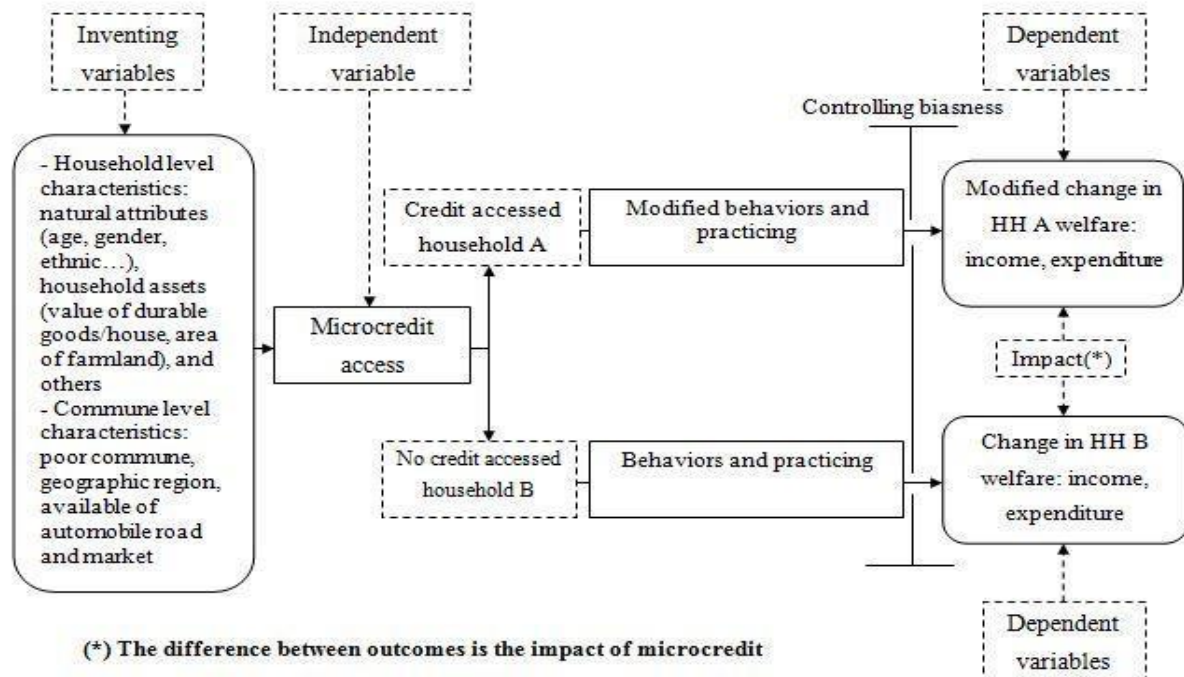 Inventing
variables
Independent
variable
Dependent
variables
Controlling biasness
- Household level
characteristics:
natural attributes
(age, gender,
ethnic…),
household assets
(value of durable
goods/house, area
of farmland), and
others
- Commune level
characteristics:
poor commune,
geographic region,
available of
automobile road
and market
Microcredit
access
Credit accessed
household A
Modified behaviors and
practicing
Modified change in
HH A welfare:
income, expenditure
Impact(*)
No credit accessed
household B
Behaviors and practicing
Change in HH B
welfare: income,
expenditure
Dependent
variables
(*) The difference between outcomes is the impact of microcredit